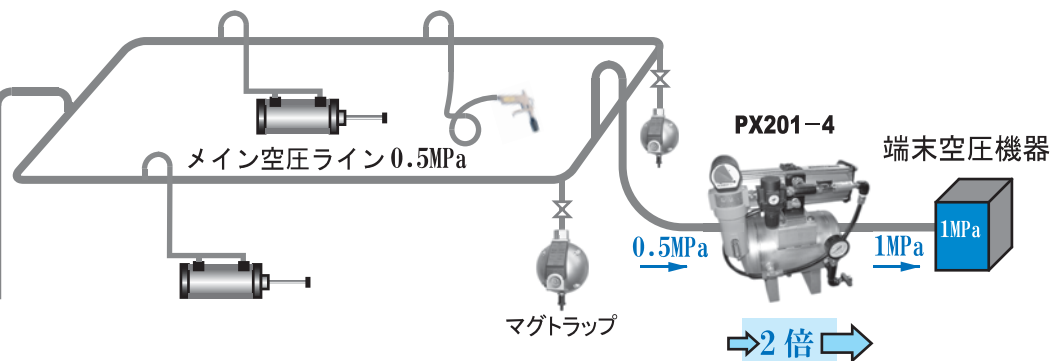 メイン空圧ライン0.5MPa
マグトラップ
PX201-4
0.5MPa
1MPa
端末空圧機器
1MPa
2倍